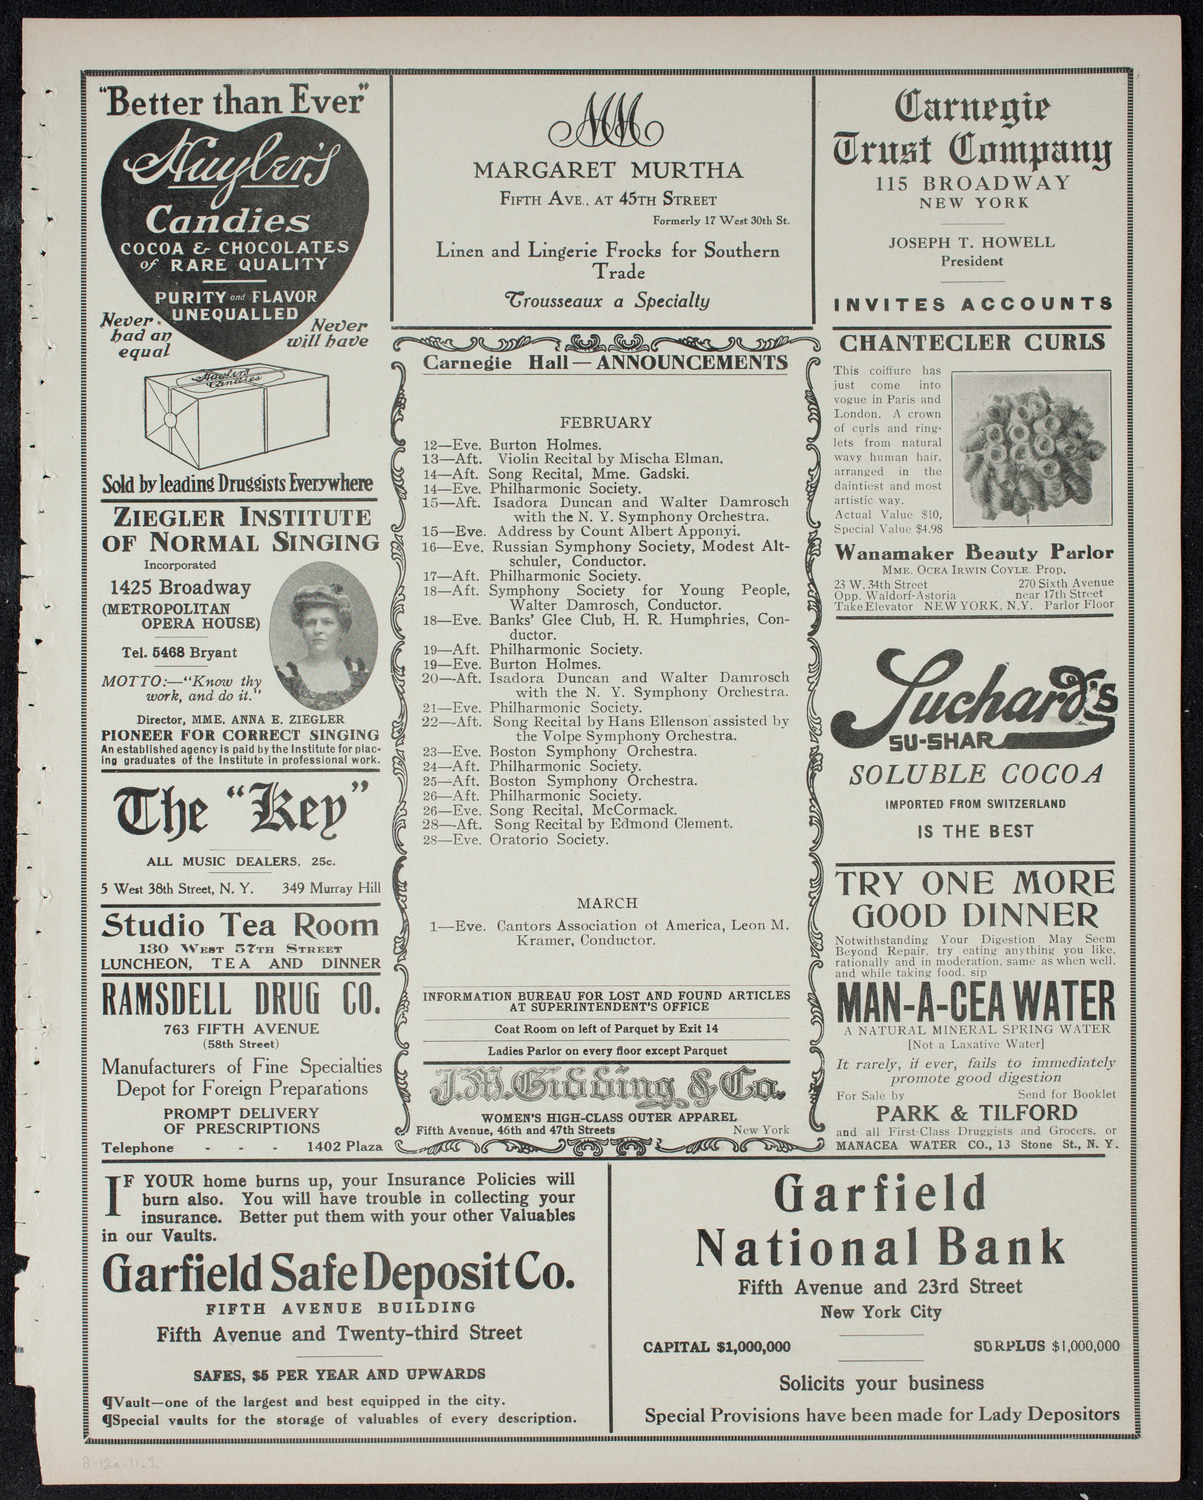 "Better than Ever"
Huyler's
Candies
COCOA & CHOCOLATES
of RARE QUALITY
PURITY and FLAVOR
UNEQUALLED
Never
had an
equal
Never
will have
Huyler's
Candies
Sold by leading Druggists Everywhere
ZIEGLER INSTITUTE
OF NORMAL SINGING
Incorporated
1425 Broadway
(METROPOLITAN
OPERA HOUSE)
Tel. 5468 Bryant
MOTTO:—"Know thy
work, and do it."
Director, MME. ANNA E. ZIEGLER
PIONEER FOR CORRECT SINGING
An established agency is paid by the Institute for plac-
ing graduates of the Institute in professional work.
The "Key"
ALL MUSIC DEALERS, 25c.
5 West 38th Street, N. Y. 349 Murray Hill
Studio Tea Room
130 WEST 57TH STREET
LUNCHEON, TEA AND DINNER
RAMSDELL DRUG CO.
763 FIFTH AVENUE
(58th Street)
Manufacturers of Fine Specialties
Depot for Foreign Preparations
PROMPT DELIVERY
OF PRESCRIPTIONS
Telephone - - - 1402 Plaza
MM
MARGARET MURTHA
FIFTH AVE., AT 45TH STREET
Formerly 17 West 30th St.
Linen and Lingerie Frocks for Southern
Trade
Trousseaux a Specialty
Carnegie Hall—ANNOUNCEMENTS
FEBRUARY
12—Eve. Burton Holmes.
13—Aft. Violin Recital by Mischa Elman.
14—Aft. Song Recital, Mme. Gadski.
14—Eve. Philharmonic Society.
15—Aft. Isadora Duncan and Walter Damrosch
with the N. Y. Symphony Orchestra.
15—Eve. Address by Count Albert Apponyi.
16—Eve. Russian Symphony Society, Modest Alt-
schuler, Conductor.
17—Aft. Philharmonic Society.
18—Aft. Symphony Society for Young People,
Walter Damrosch, Conductor.
18—Eve. Banks' Glee Club, H. R. Humphries, Con-
ductor.
19—Aft. Philharmonic Society.
19—Eve. Burton Holmes.
20—Aft. Isadora Duncan and Walter Damrosch
with the N. Y. Symphony Orchestra.
21—Eve. Philharmonic Society.
22—Aft. Song Recital by Hans Ellenson assisted by
the Volpe Symphony Orchestra.
23—Eve. Boston Symphony Orchestra.
24—Aft. Philharmonic Society.
25—Aft. Boston Symphony Orchestra.
26—Aft. Philharmonic Society.
26—Eve. Song Recital, McCormack.
28—Aft. Song Recital by Edmond Clement.
28—Eve. Oratorio Society.
MARCH
1—Eve. Cantors Association of America, Leon M.
Kramer, Conductor.
INFORMATION BUREAU FOR LOST AND FOUND ARTICLES
AT SUPERINTENDENT'S OFFICE
Coat Room on left of Parquet by Exit 14
Ladies Parlor on every floor except Parquet
J.M. Gidding & Co.
WOMEN'S HIGH-CLASS OUTER APPAREL
Fifth Avenue, 46th and 47th Streets New York
Carnegie
Trust Company
115 BROADWAY
NEW YORK
JOSEPH T. HOWELL
President
INVITES ACCOUNTS
CHANTECLER CURLS
This coiffure has
just come into
vogue in Paris and
London. A crown
of curls and ring-
lets from natural
wavy human hair,
arranged in the
daintiest and most
artistic way.
Actual Value $10,
Special Value $4.98
Wanamaker Beauty Parlor
MME. OCEA IRWIN COYLE, Prop.
23 W. 34th Street 270 Sixth Avenue
Opp. Waldorf-Astoria near 17th Street
Take Elevator NEW YORK, N.Y. Parlor Floor
Suchard's
SU-SHAR
SOLUBLE COCOA
IMPORTED FROM SWITZERLAND
IS THE BEST
TRY ONE MORE
GOOD DINNER
Notwithstanding Your Digestion May Seem
Beyond Repair, try eating anything you like,
rationally and in moderation, same as when well,
and while taking food, sip
MAN-A-CEA WATER
A NATURAL MINERAL SPRING WATER
[Not a Laxative Water]
It rarely, if ever, fails to immediately
promote good digestion
For Sale by Send for Booklet
PARK & TILFORD
and all First-Class Druggists and Grocers, or
MANACEA WATER CO., 13 Stone St., N. Y.
IF YOUR home burns up, your Insurance Policies will
burn also. You will have trouble in collecting your
insurance. Better put them with your other Valuables
in our Vaults.
Garfield Safe Deposit Co.
FIFTH AVENUE BUILDING
Fifth Avenue and Twenty-third Street
SAFES, $5 PER YEAR AND UPWARDS
¶Vault—one of the largest and best equipped in the city.
¶Special vaults for the storage of valuables of every description.
Garfield
National Bank
Fifth Avenue and 23rd Street
New York City
CAPITAL $1,000,000 SURPLUS $1,000,000
Solicits your business
Special Provisions have been made for Lady Depositors